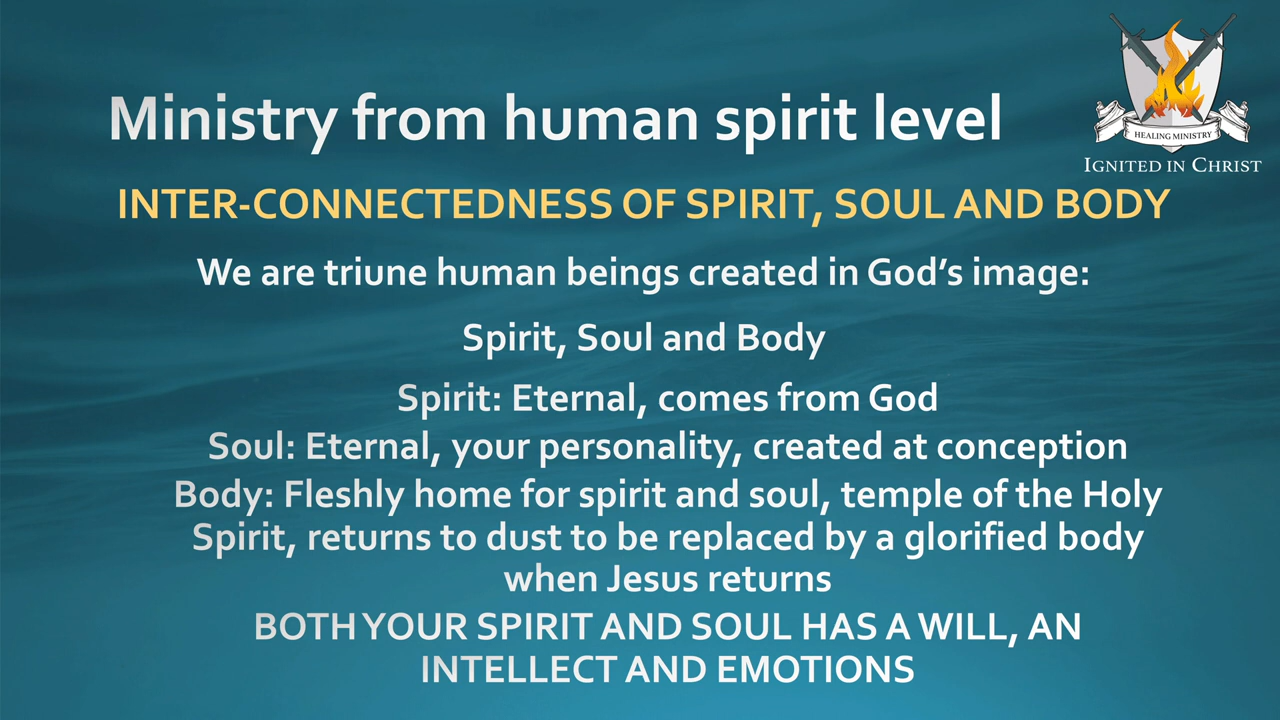 HEALING MINISTRY
IGNITED IN CHRIST
Ministry from human spirit level
INTER-CONNECTEDNESS OF SPIRIT, SOUL AND BODY
We are triune human beings created in God’s image:
Spirit, Soul and Body
Spirit: Eternal, comes from God
Soul: Eternal, your personality, created at conception
Body: Fleshly home for spirit and soul, temple of the Holy
Spirit, returns to dust to be replaced by a glorified body
when Jesus returns
BOTH YOUR SPIRIT AND SOUL HAS A WILL, AN
INTELLECT AND EMOTIONS